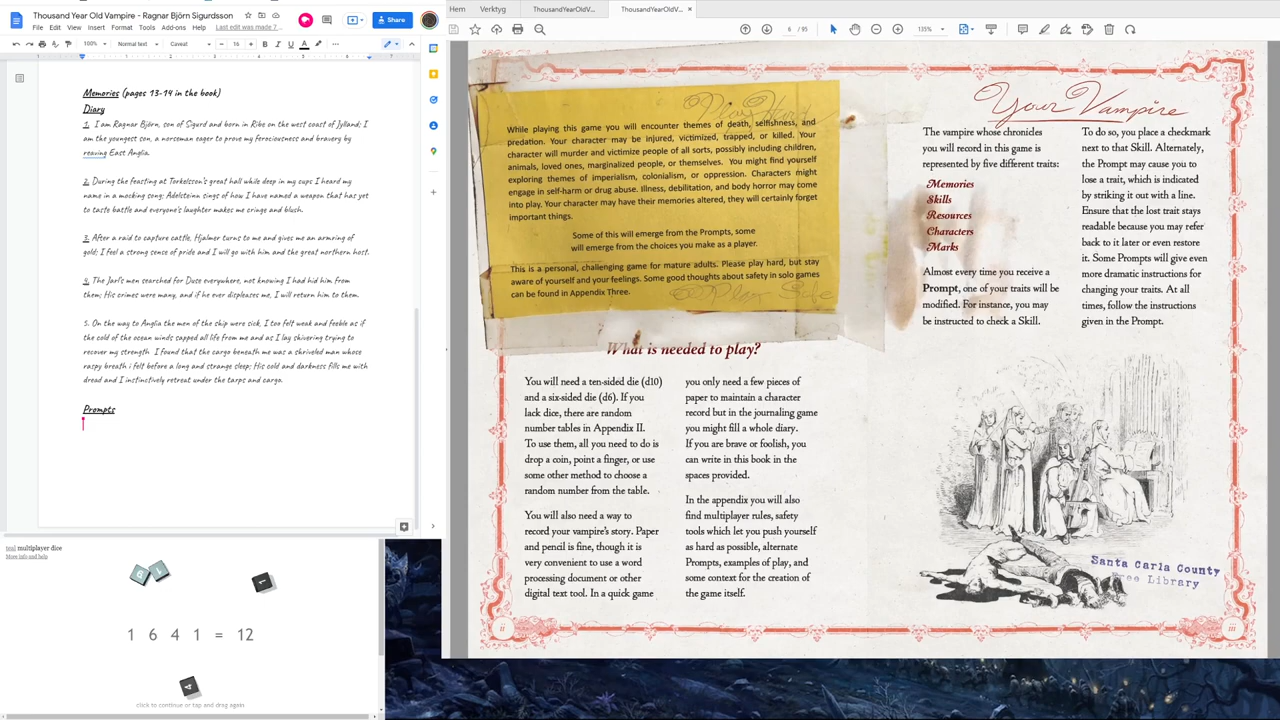 Thousand Year Old Vampire - Ragnar Björn Sigurdsson
File Edit View Insert Format Tools Extensions Help Last edit was made 7
Share
100% Normal text Caveat 16 B I U A
Memories (pages 13-14 in the book)
Diary
1. I am Ragnar Björn, son of Sigurd and born in Ribe on the west coast of Jylland; I
am the youngest son, a norseman eager to prove my ferociousness and bravery by
reaving East Anglia.
2. During the feasting at Torkelsson's great hall while deep in my cups I heard my
name in a mocking song; Adelsteinn sings of how I have named a weapon that has yet
to taste battle and everyone's laughter makes me cringe and blush.
3. After a raid to capture cattle, Hjalmer turns to me and gives me an armring of
gold; I feel a strong sense of pride and I will go with him and the great northern host.
4. The Jarl's men searched for Duse everywhere, not knowing I had hid him from
them; His crimes were many, and if he ever displeases me, I will return him to them.
5. On the way to Anglia the men of the ship were sick, I too felt weak and feeble as if
the cold of the ocean winds sapped all life from me and as I lay shivering trying to
recover my strength I found that the cargo beneath me was a shriveled man whose
raspy breath i felt before a long and strange sleep; His cold and darkness fills me with
dread and I instinctively retreat under the tarps and cargo.
Prompts
teal multiplayer dice
More info and help
1 6 4 1 = 12
click to continue or tap and drag again
Hem Verktyg ThousandYearOldV... ThousandYearOldV... ×
6 / 95 135%
While playing this game you will encounter themes of death, selfishness, and
predation. Your character may be injured, victimized, trapped, or killed. Your
character will murder and victimize people of all sorts, possibly including children,
animals, loved ones, marginalized people, or themselves. You might find yourself
exploring themes of imperialism, colonialism, or oppression. Characters might
engage in self-harm or drug abuse. Illness, debilitation, and body horror may come
into play. Your character may have their memories altered, they will certainly forget
important things.
Some of this will emerge from the Prompts, some
will emerge from the choices you make as a player.
This is a personal, challenging game for mature adults. Please play hard, but stay
aware of yourself and your feelings. Some good thoughts about safety in solo games
can be found in Appendix Three.
Play Hard
Play Safe
What is needed to play?
You will need a ten-sided die (d10)
and a six-sided die (d6). If you
lack dice, there are random
number tables in Appendix II.
To use them, all you need to do is
drop a coin, point a finger, or use
some other method to choose a
random number from the table.
You will also need a way to
record your vampire's story. Paper
and pencil is fine, though it is
very convenient to use a word
processing document or other
digital text tool. In a quick game
you only need a few pieces of
paper to maintain a character
record but in the journaling game
you might fill a whole diary.
If you are brave or foolish, you
can write in this book in the
spaces provided.
In the appendix you will also
find multiplayer rules, safety
tools which let you push yourself
as hard as possible, alternate
Prompts, examples of play, and
some context for the creation of
the game itself.
ii
Your Vampire
The vampire whose chronicles
you will record in this game is
represented by five different traits:
Memories
Skills
Resources
Characters
Marks
Almost every time you receive a
Prompt, one of your traits will be
modified. For instance, you may
be instructed to check a Skill.
To do so, you place a checkmark
next to that Skill. Alternately,
the Prompt may cause you to
lose a trait, which is indicated
by striking it out with a line.
Ensure that the lost trait stays
readable because you may refer
back to it later or even restore
it. Some Prompts will give even
more dramatic instructions for
changing your traits. At all
times, follow the instructions
given in the Prompt.
Santa Carla County
Free Library
iii